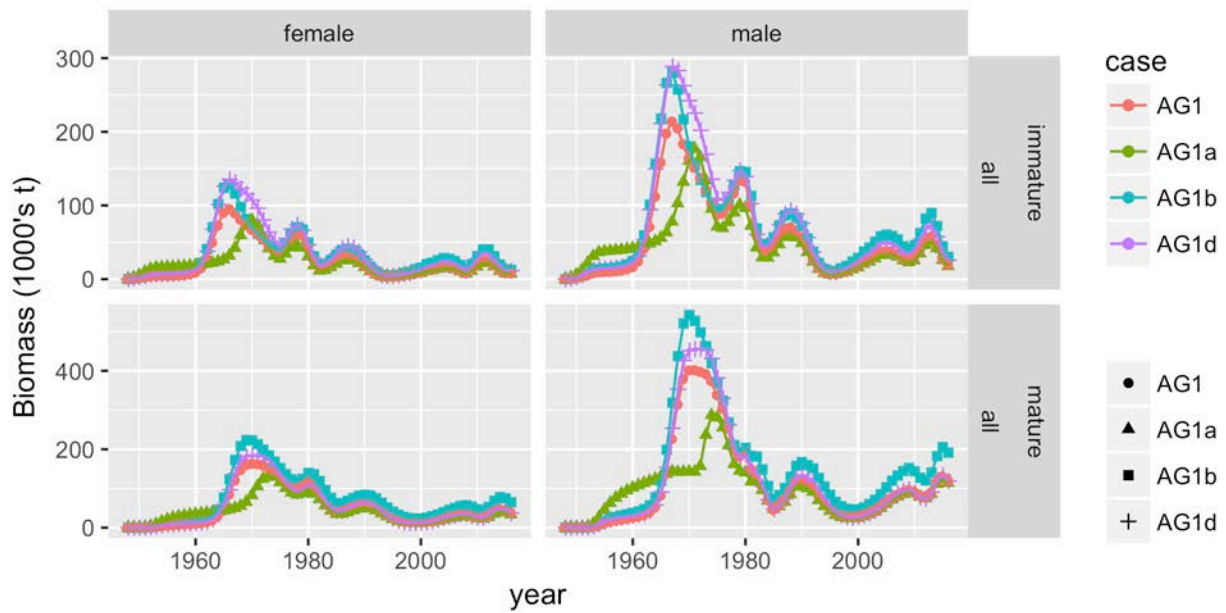 female
male
case
Biomass (1000's t)
300
200
100
0
all
immature
AG1
AG1a
AG1b
AG1d
400
200
0
all
mature
AG1
AG1a
AG1b
AG1d
1960
1980
2000
1960
1980
2000
year